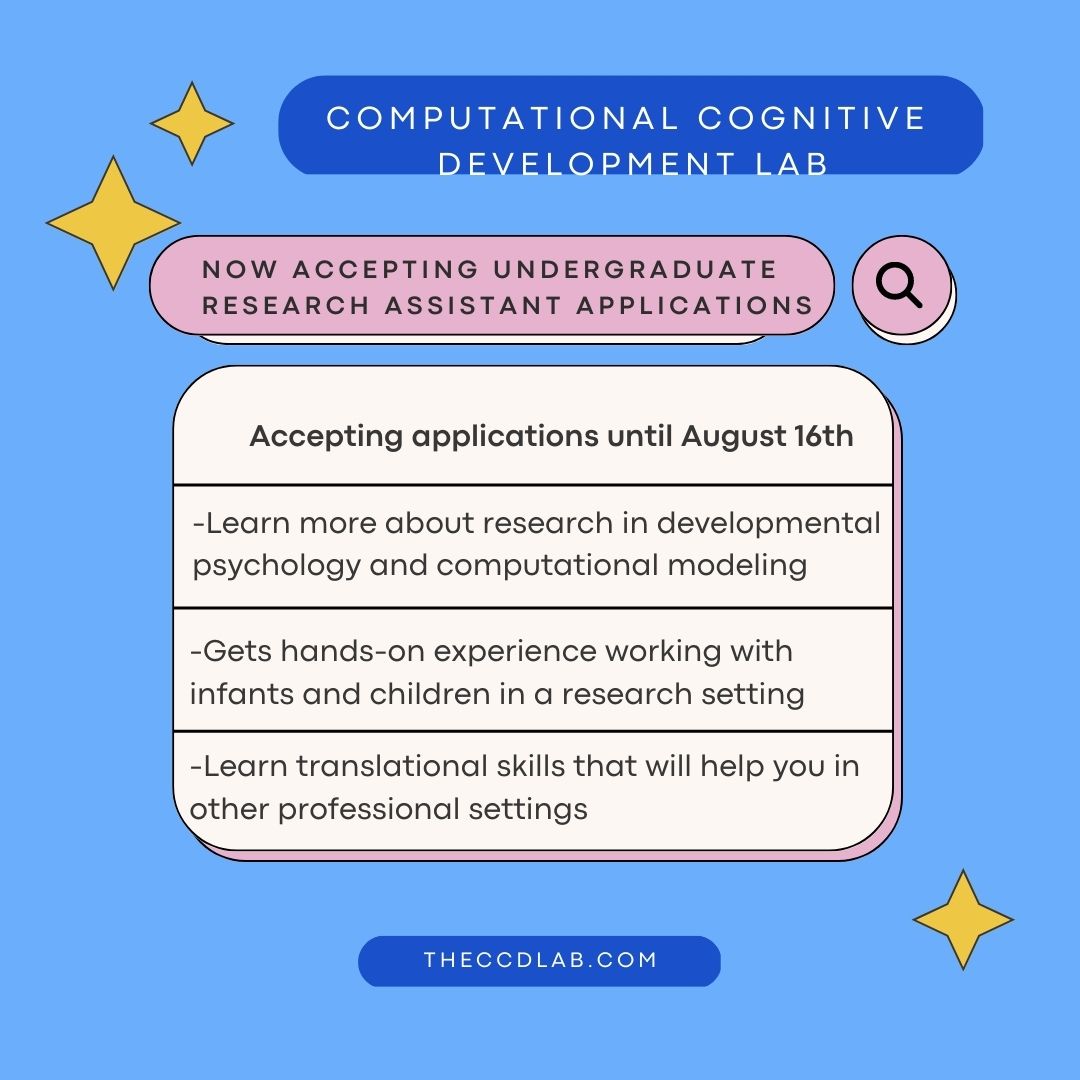 COMPUTATIONAL COGNITIVE
DEVELOPMENT LAB
NOW ACCEPTING UNDERGRADUATE
RESEARCH ASSISTANT APPLICATIONS
Accepting applications until August 16th
-Learn more about research in developmental
psychology and computational modeling
-Gets hands-on experience working with
infants and children in a research setting
-Learn translational skills that will help you in
other professional settings
THECCDLAB.COM